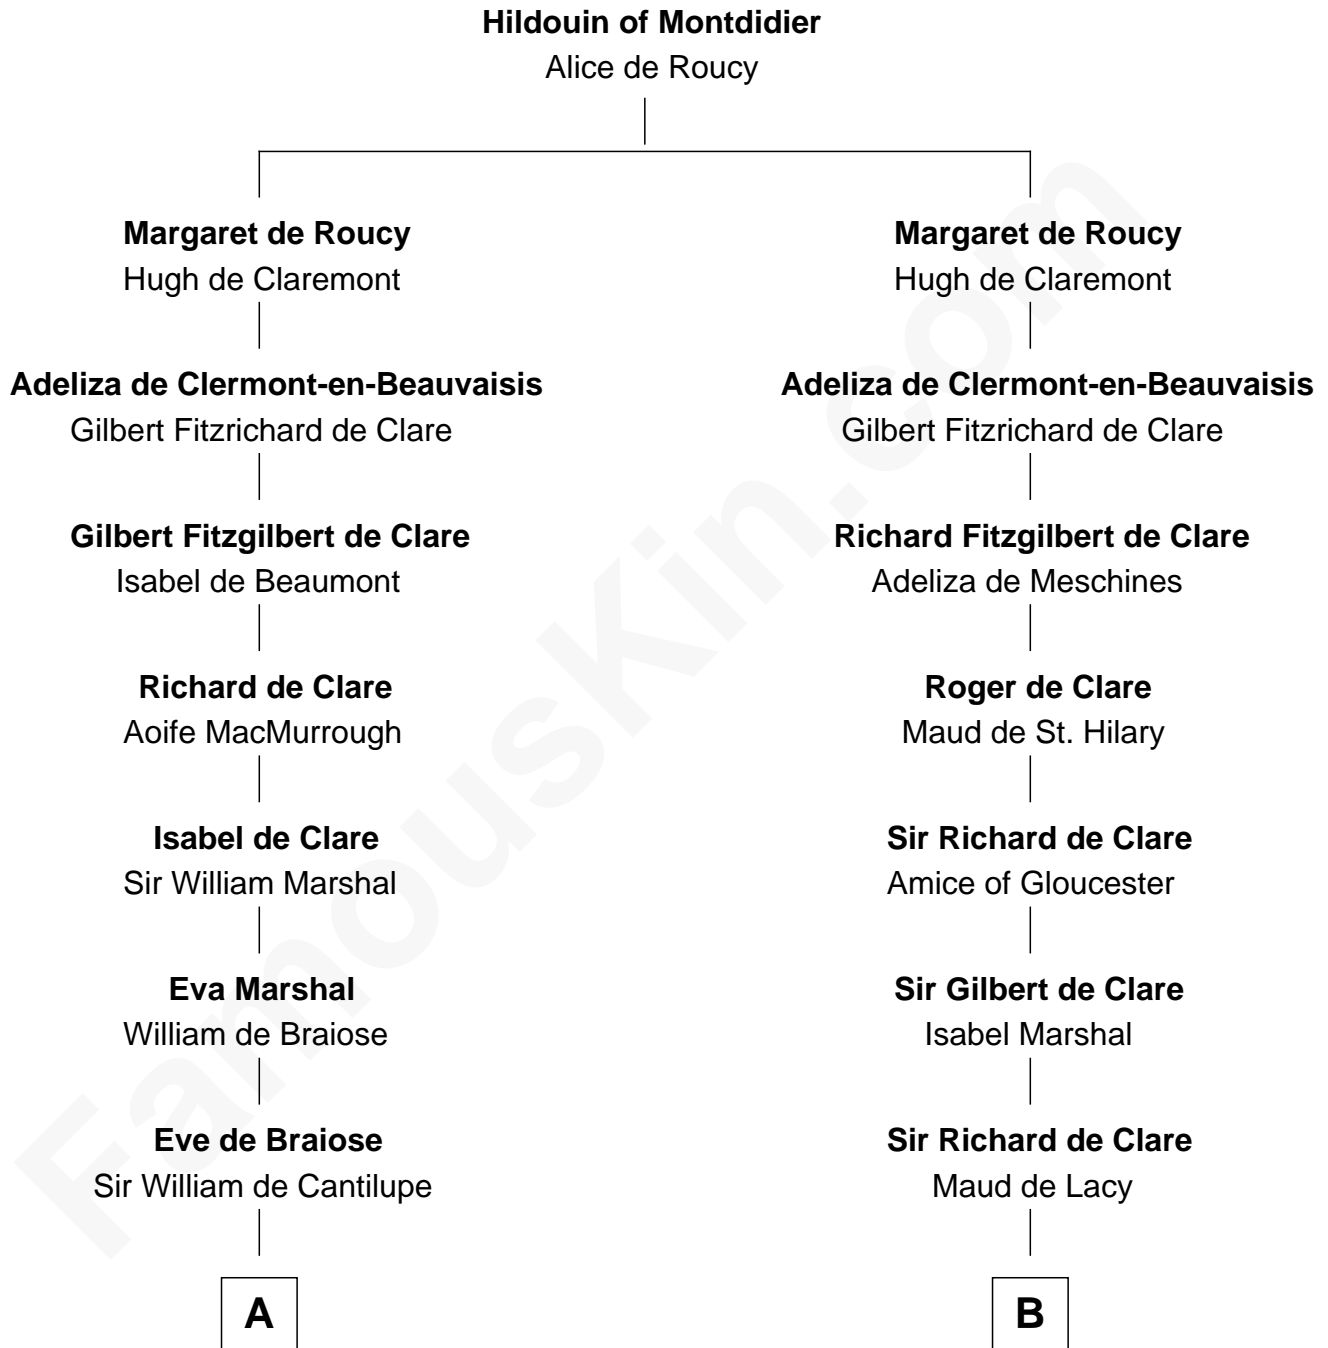 Hildouin of Montdidier
Alice de Roucy
Margaret de Roucy
Hugh de Claremont
Margaret de Roucy
Hugh de Claremont
Adeliza de Clermont-en-Beauvaisis
Gilbert Fitzrichard de Clare
Adeliza de Clermont-en-Beauvaisis
Gilbert Fitzrichard de Clare
Gilbert Fitzgilbert de Clare
Isabel de Beaumont
Richard Fitzgilbert de Clare
Adeliza de Meschines
Richard de Clare
Aoife MacMurrough
Roger de Clare
Maud de St. Hilary
Isabel de Clare
Sir William Marshal
Sir Richard de Clare
Amice of Gloucester
Eva Marshal
William de Braiose
Sir Gilbert de Clare
Isabel Marshal
Eve de Braiose
Sir William de Cantilupe
Sir Richard de Clare
Maud de Lacy
A
B
FamousKin.com